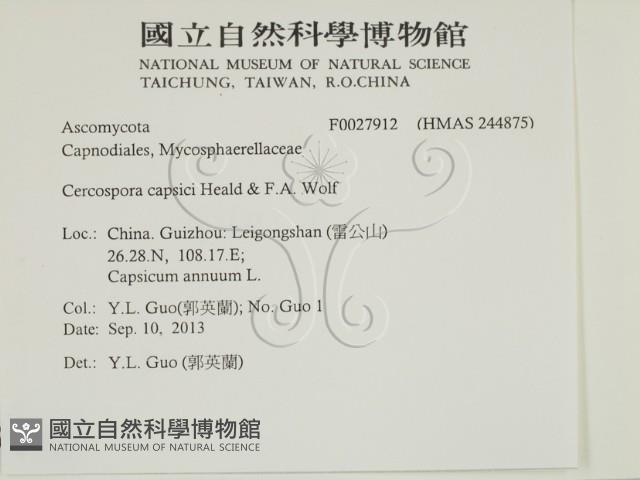 國立自然科學博物館
NATIONAL MUSEUM OF NATURAL SCIENCE
TAICHUNG, TAIWAN, R.O.CHINA
Ascomycota F0027912 (HMAS 244875)
Capnodiales, Mycosphaerellaceae
Cercospora capsici Heald & F.A. Wolf
Loc.: China. Guizhou: Leigongshan (雷公山)
26.28.N, 108.17.E;
Capsicum annuum L.
Col.: Y.L. Guo(郭英蘭); No. Guo 1
Date: Sep. 10, 2013
Det.: Y.L. Guo (郭英蘭)
國立自然科學博物館
NATIONAL MUSEUM OF NATURAL SCIENCE